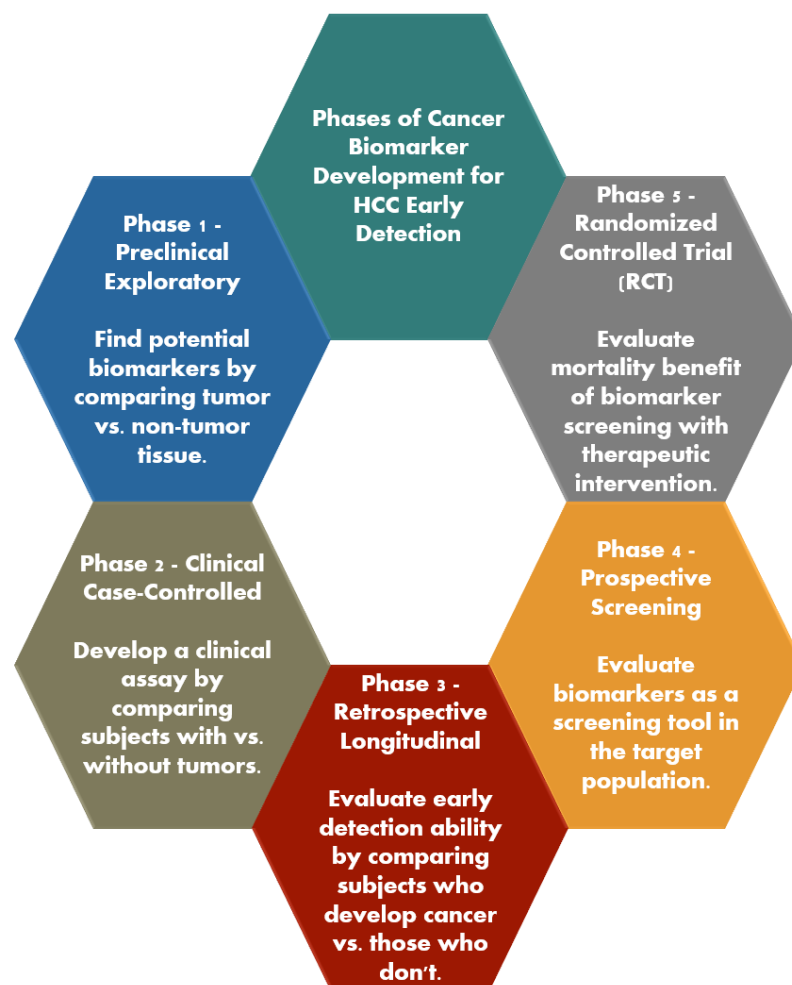 Phases of Cancer
Biomarker
Development for
HCC Early
Detection
Phase 1 -
Preclinical
Exploratory
Find potential
biomarkers by
comparing tumor
vs. non-tumor
tissue.
Phase 2 - Clinical
Case-Controlled
Develop a clinical
assay by
comparing
subjects with vs.
without tumors.
Phase 3 -
Retrospective
Longitudinal
Evaluate early
detection ability
by comparing
subjects who
develop cancer
vs. those who
don't.
Phase 4 -
Prospective
Screening
Evaluate
biomarkers as a
screening tool in
the target
population.
Phase 5 -
Randomized
Controlled Trial
(RCT)
Evaluate
mortality benefit
of biomarker
screening with
therapeutic
intervention.